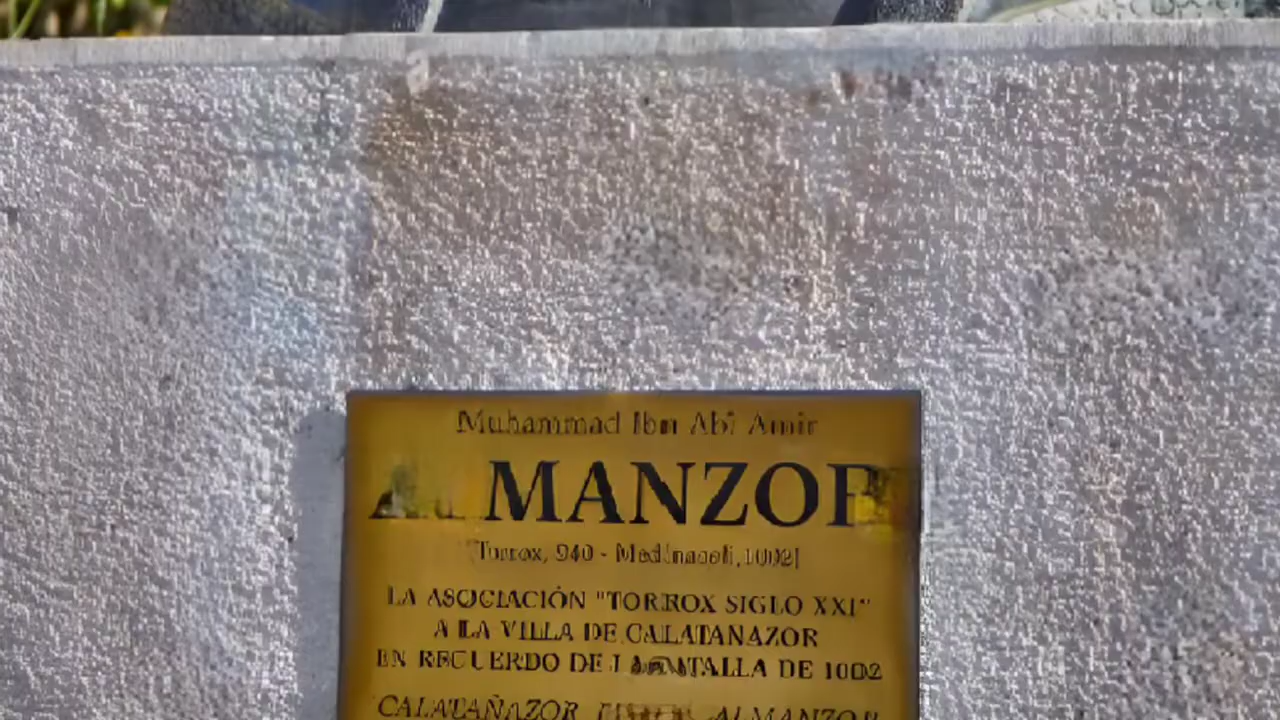 Muhammad Ibn Abi Amir
ALMANZOR
(Torrox, 940 - Medinaceli, 1002)
LA ASOCIACIÓN "TORROX SIGLO XXI"
A LA VILLA DE CALATAÑAZOR
EN RECUERDO DE LA BATALLA DE 1002
CALATAÑAZOR ALMANZOR